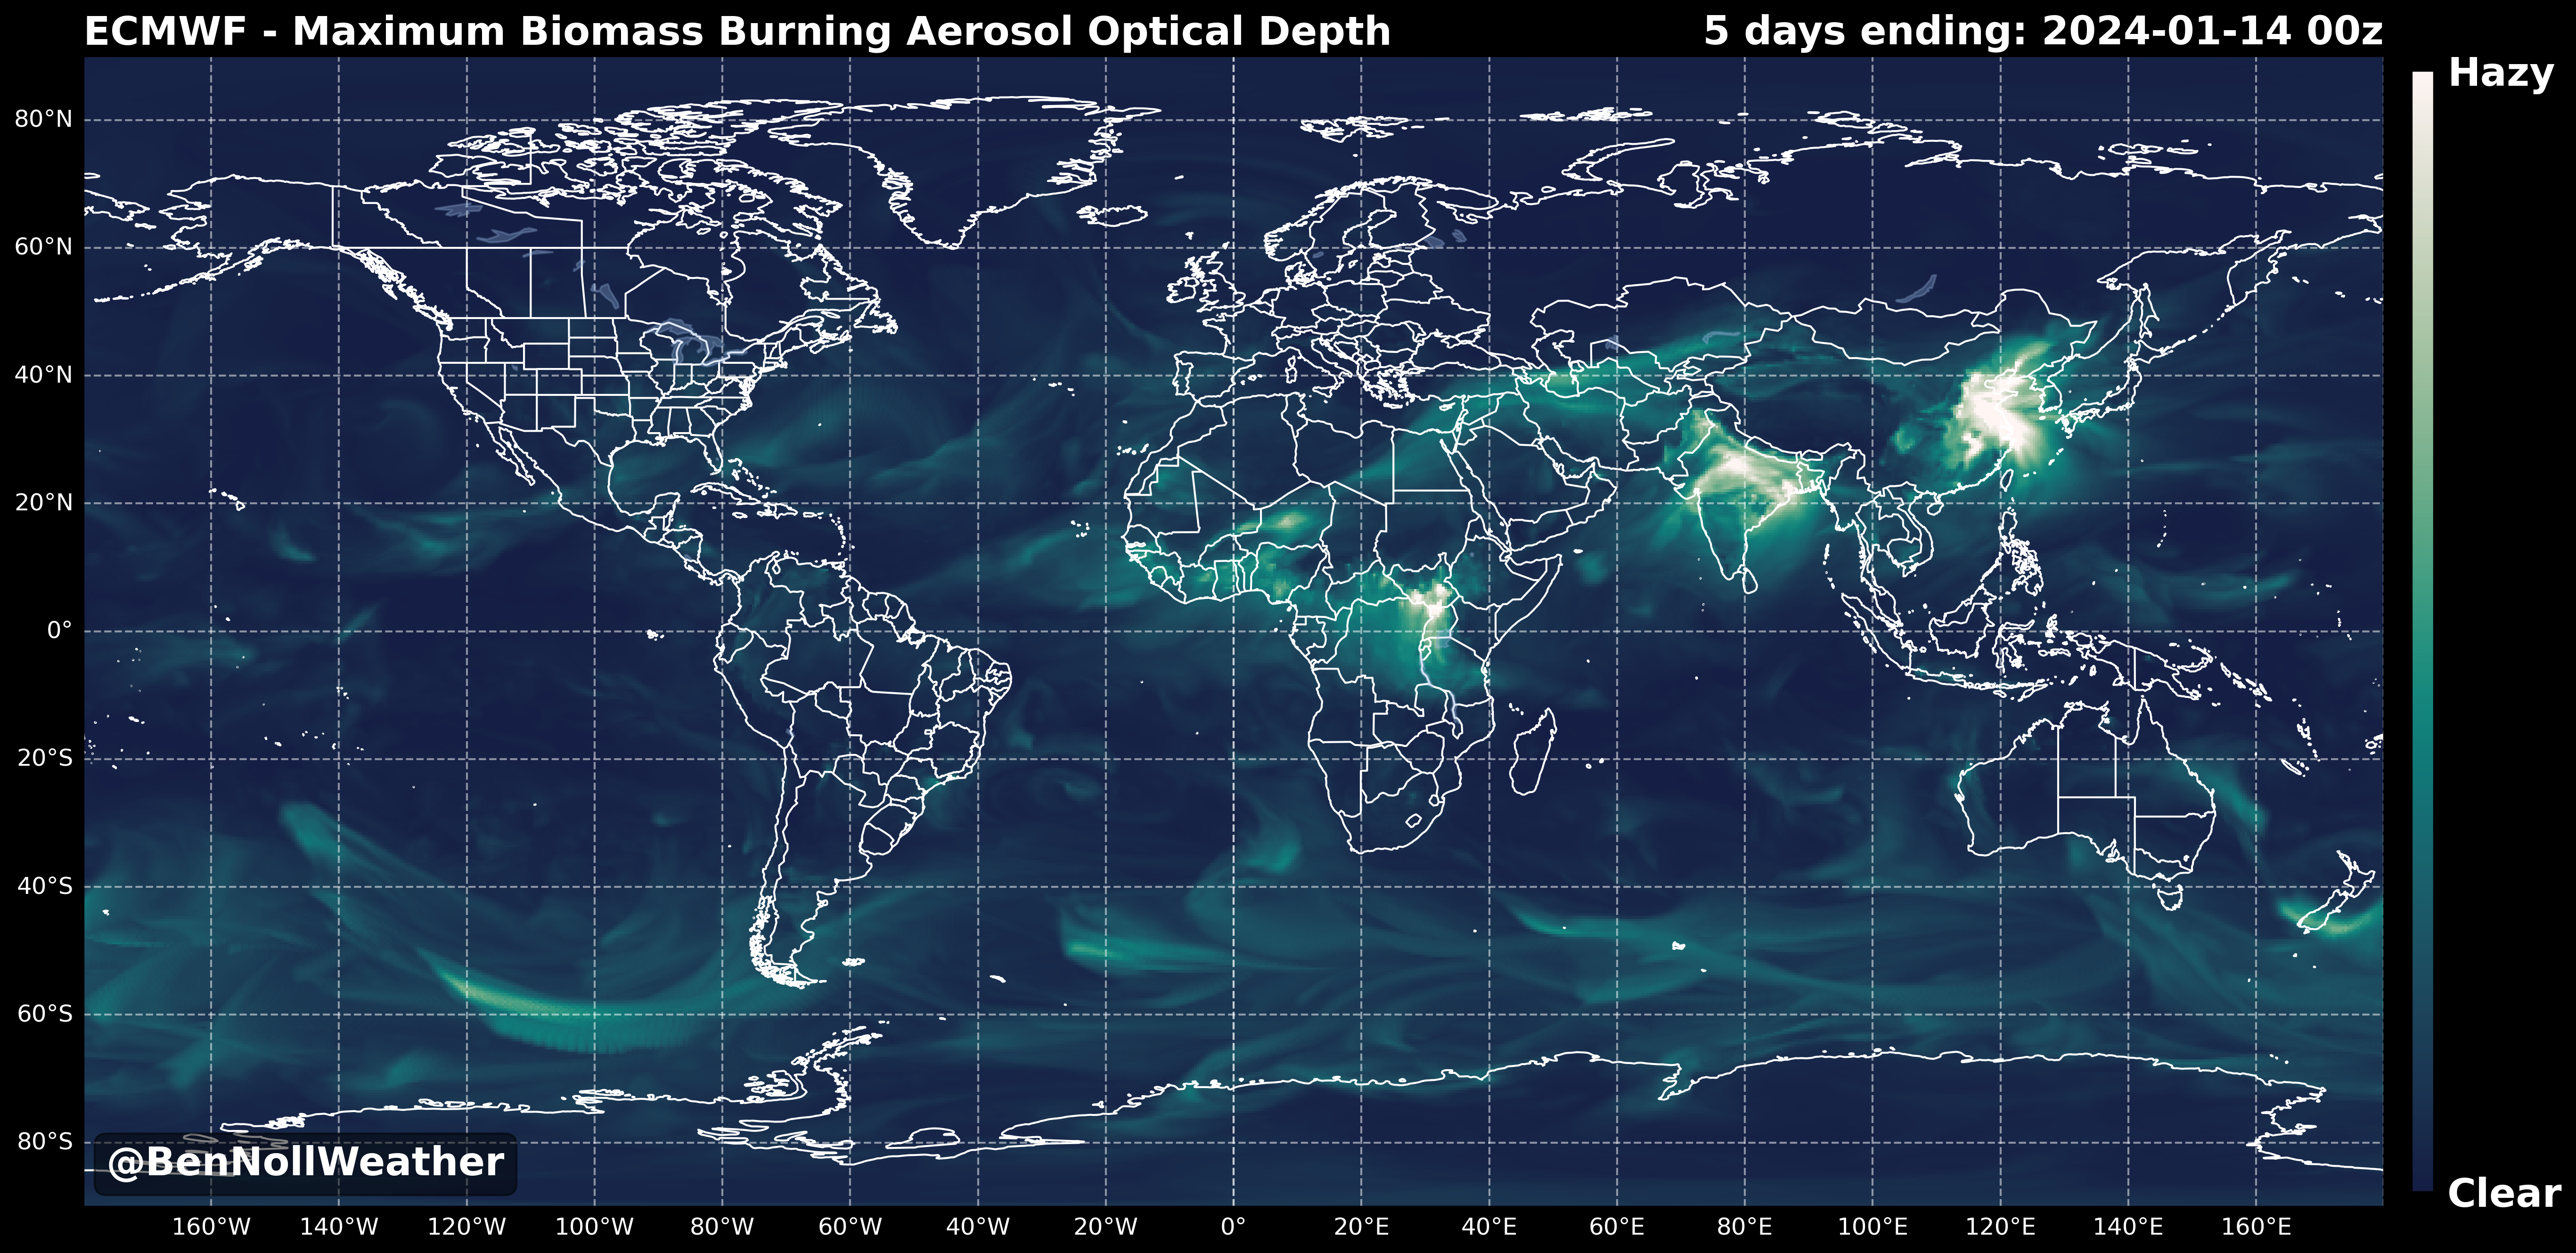 ECMWF - Maximum Biomass Burning Aerosol Optical Depth
5 days ending: 2024-01-14 00z
Hazy
80°N
60°N
40°N
20°N
0°
20°S
40°S
60°S
80°S
@BenNollWeather
Clear
160°W 140°W 120°W 100°W 80°W 60°W 40°W 20°W 0° 20°E 40°E 60°E 80°E 100°E 120°E 140°E 160°E